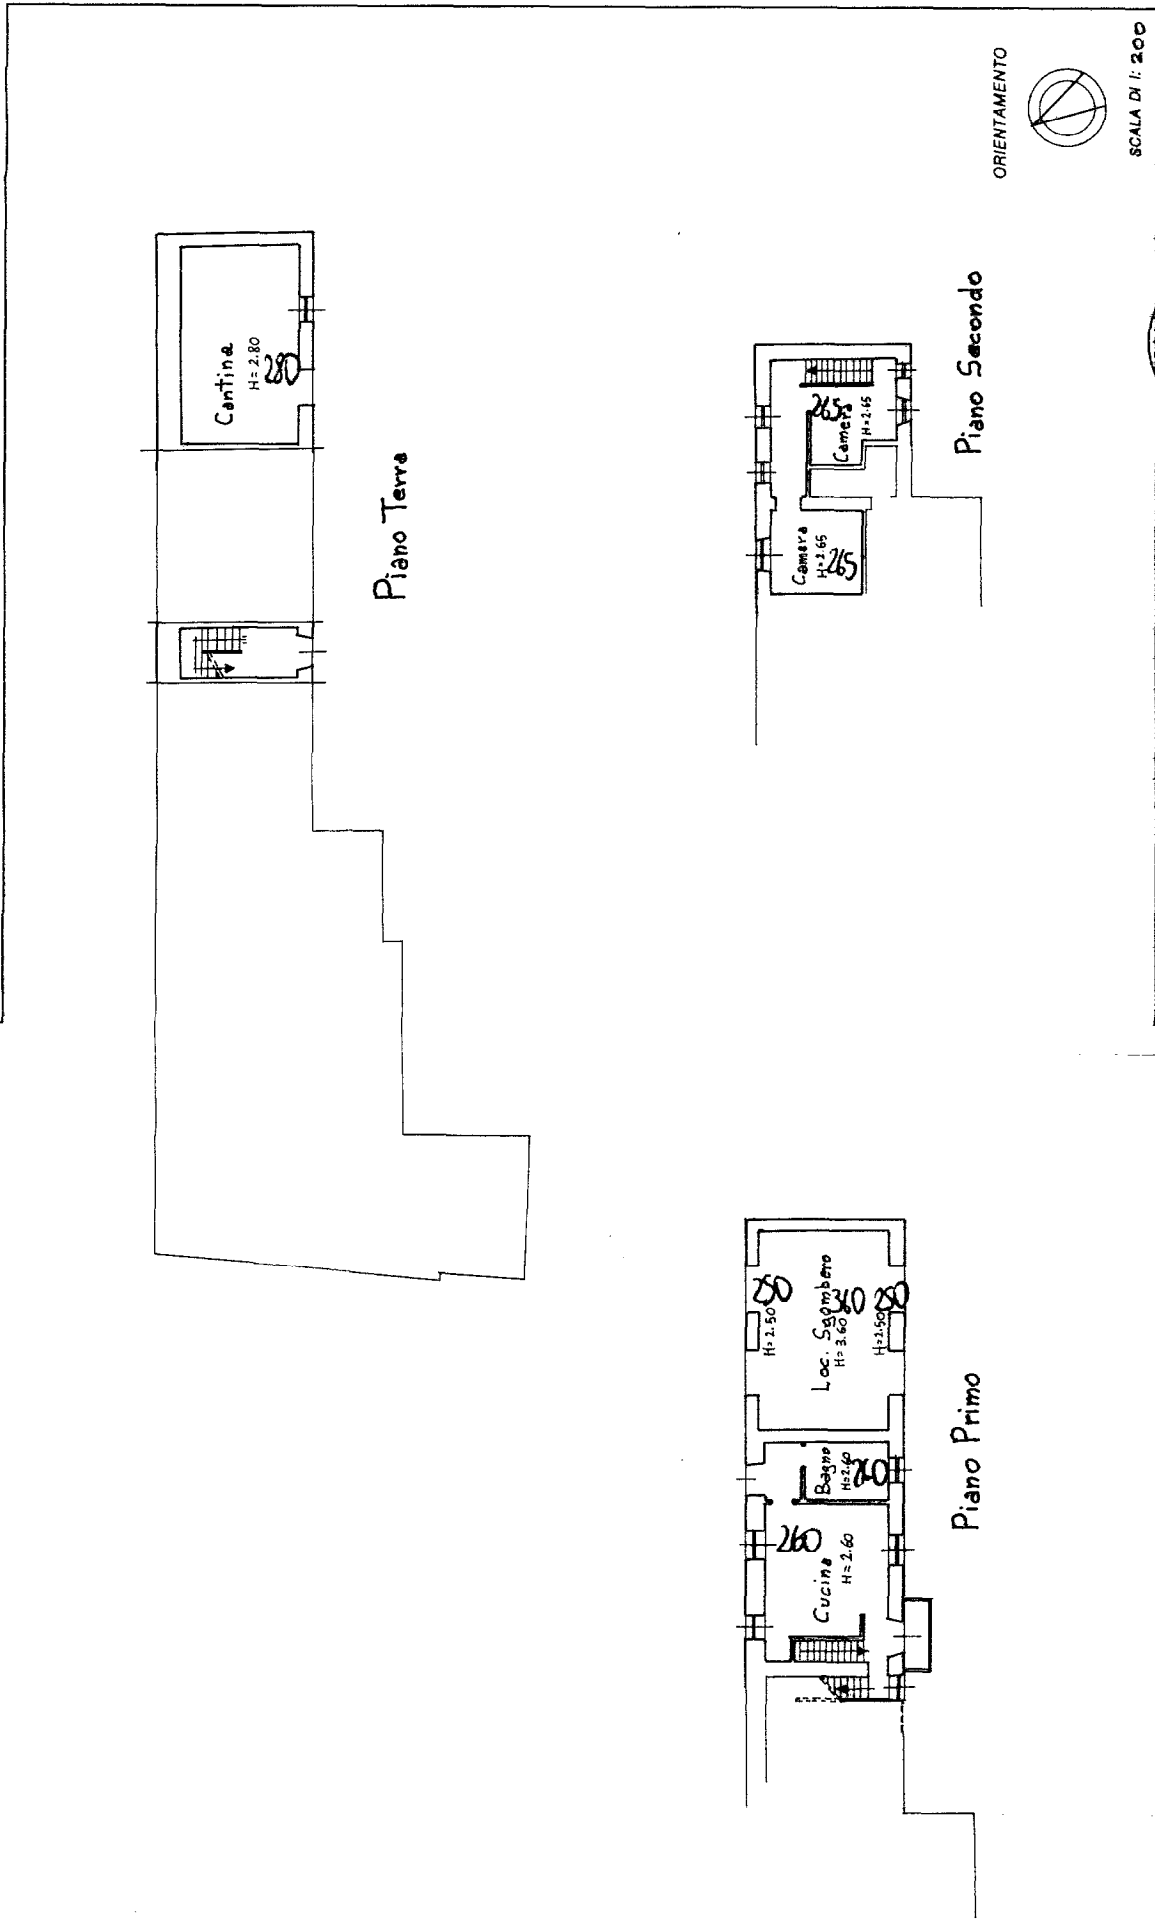 ORIENTAMENTO
SCALA DI 1: 200
Cantina
H= 2.80
280
Piano Terra
Camera
H=2.65
265
Camera
H=2.65
265
Piano Secondo
Loc. Sgombero
H= 3.60
360
H=2.50
250
H=2.50
250
Bagno
H=2.60
260
Cucina
H=2.60
260
Piano Primo